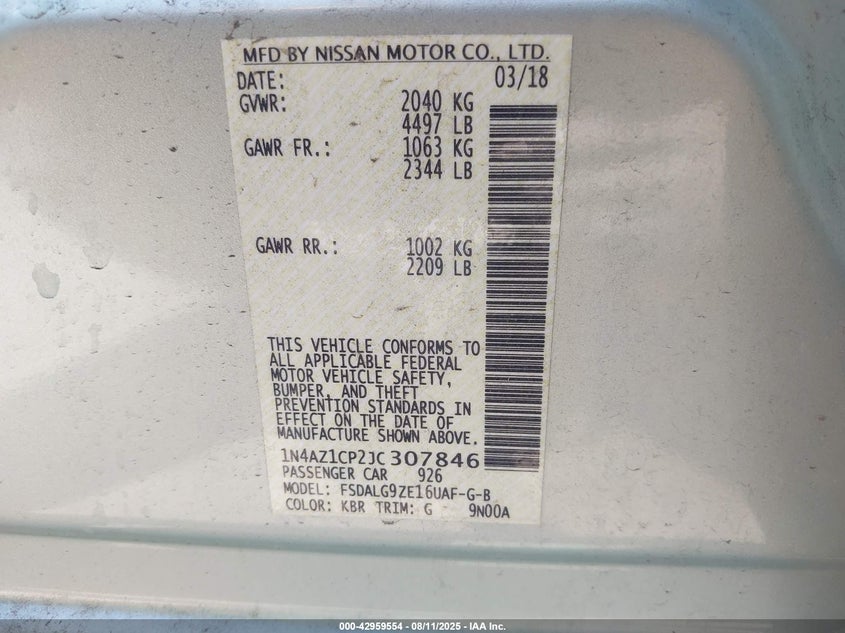 MFD BY NISSAN MOTOR CO., LTD.
DATE: 03/18
GVWR: 2040 KG
4497 LB
GAWR FR.: 1063 KG
2344 LB
GAWR RR.: 1002 KG
2209 LB
THIS VEHICLE CONFORMS TO
ALL APPLICABLE FEDERAL
MOTOR VEHICLE SAFETY,
BUMPER, AND THEFT
PREVENTION STANDARDS IN
EFFECT ON THE DATE OF
MANUFACTURE SHOWN ABOVE.
1N4AZ1CP2JC307846
PASSENGER CAR 926
MODEL: FSDALG9ZE16UAF-G-B
COLOR: KBR TRIM: G 9N00A
000-42959554 - 08/11/2025 - IAA Inc.